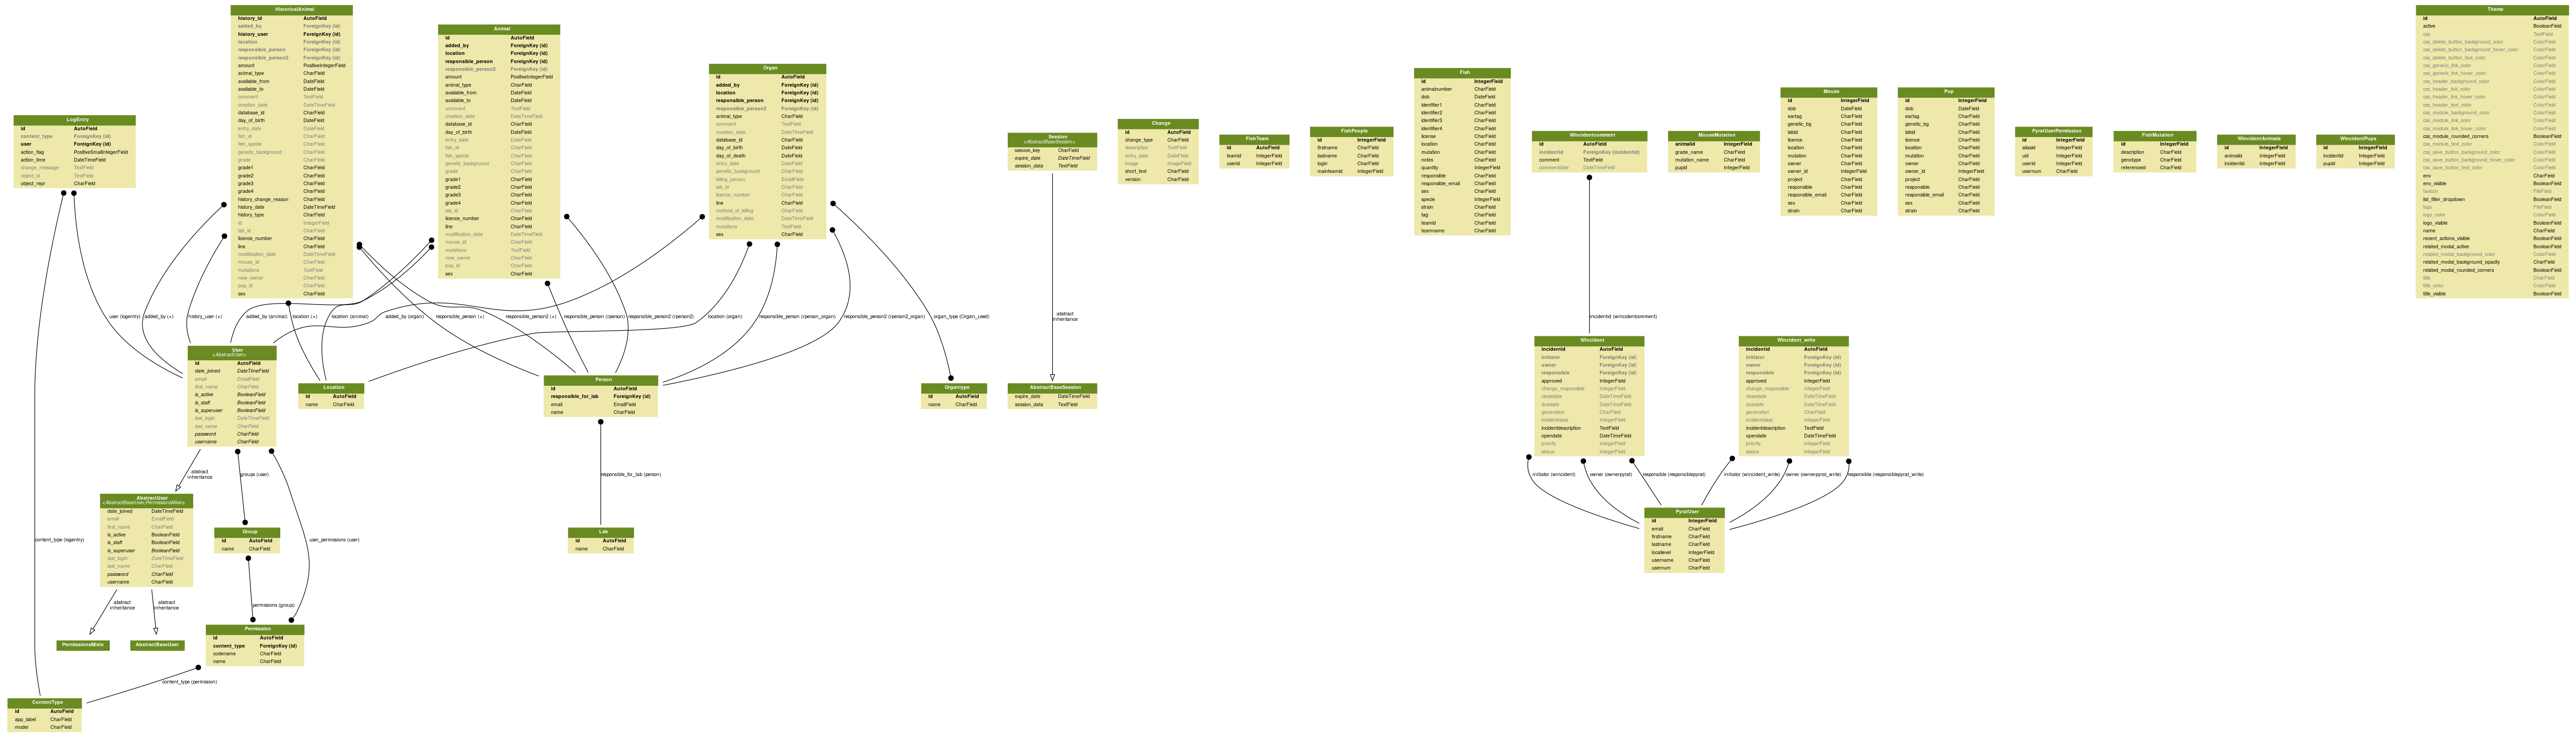 HistoricalAnimal
history_id AutoField
added_by ForeignKey (id)
history_user ForeignKey (id)
location ForeignKey (id)
responsible_person ForeignKey (id)
responsible_person2 ForeignKey (id)
amount PositiveIntegerField
animal_type CharField
available_from DateField
available_to DateField
comment TextField
creation_date DateTimeField
database_id CharField
day_of_birth DateField
entry_date DateField
fish_id CharField
fish_specie CharField
genetic_background CharField
grade CharField
grade1 CharField
grade2 CharField
grade3 CharField
grade4 CharField
history_change_reason CharField
history_date DateTimeField
history_type CharField
id IntegerField
lab_id CharField
licence_number CharField
line CharField
modification_date DateTimeField
mouse_id CharField
mutations TextField
new_owner CharField
pup_id CharField
sex CharField
Animal
id AutoField
added_by ForeignKey (id)
location ForeignKey (id)
responsible_person ForeignKey (id)
responsible_person2 ForeignKey (id)
amount PositiveIntegerField
animal_type CharField
available_from DateField
available_to DateField
comment TextField
creation_date DateTimeField
database_id CharField
day_of_birth DateField
entry_date DateField
fish_id CharField
fish_specie CharField
genetic_background CharField
grade CharField
grade1 CharField
grade2 CharField
grade3 CharField
grade4 CharField
lab_id CharField
licence_number CharField
line CharField
modification_date DateTimeField
mouse_id CharField
mutations TextField
new_owner CharField
pup_id CharField
sex CharField
Organ
id AutoField
added_by ForeignKey (id)
location ForeignKey (id)
responsible_person ForeignKey (id)
responsible_person2 ForeignKey (id)
animal_type CharField
comment TextField
creation_date DateTimeField
database_id CharField
day_of_birth DateField
day_of_death DateField
entry_date DateField
genetic_background CharField
killing_person EmailField
lab_id CharField
licence_number CharField
line CharField
method_of_killing CharField
modification_date DateTimeField
mutations TextField
sex CharField
LogEntry
id AutoField
content_type ForeignKey (id)
user ForeignKey (id)
action_flag PositiveSmallIntegerField
action_time DateTimeField
change_message TextField
object_id TextField
object_repr CharField
Session
<AbstractBaseSession>
session_key CharField
expire_date DateTimeField
session_data TextField
Change
id AutoField
change_type CharField
description TextField
entry_date DateField
image ImageField
short_text CharField
version CharField
FishTeam
id AutoField
teamid IntegerField
userid IntegerField
FishPeople
id IntegerField
firstname CharField
lastname CharField
login CharField
mainteamid IntegerField
Fish
id IntegerField
animalnumber CharField
dob DateField
identifier1 CharField
identifier2 CharField
identifier3 CharField
identifier4 CharField
license CharField
location CharField
mutation CharField
notes CharField
quantity IntegerField
responsible CharField
responsible_email CharField
sex CharField
specie IntegerField
strain CharField
tag CharField
teamid IntegerField
teamname CharField
WIncidentcomment
id AutoField
incidentid ForeignKey (incidentid)
comment TextField
commentdate DateTimeField
MouseMutation
animalid IntegerField
grade_name CharField
mutation_name CharField
pupid IntegerField
Mouse
id IntegerField
dob DateField
eartag CharField
genetic_bg CharField
labid CharField
licence CharField
location CharField
mutation CharField
owner CharField
owner_id IntegerField
project CharField
responsible CharField
responsible_email CharField
sex CharField
strain CharField
Pup
id IntegerField
dob DateField
eartag CharField
genetic_bg CharField
labid CharField
licence CharField
location CharField
mutation CharField
owner CharField
owner_id IntegerField
project CharField
responsible CharField
responsible_email CharField
sex CharField
strain CharField
PyratUserPermission
id IntegerField
aliasid IntegerField
uid IntegerField
userid IntegerField
usernum CharField
FishMutation
id IntegerField
description CharField
genotype CharField
referenceid IntegerField
WIncidentAnimals
id IntegerField
animalid IntegerField
incidentid IntegerField
WIncidentPups
id IntegerField
incidentid IntegerField
pupid IntegerField
Theme
id AutoField
active BooleanField
css TextField
css_delete_button_background_color ColorField
css_delete_button_background_hover_color ColorField
css_delete_button_text_color ColorField
css_generic_link_color ColorField
css_generic_link_hover_color ColorField
css_header_background_color ColorField
css_header_link_color ColorField
css_header_link_hover_color ColorField
css_header_text_color ColorField
css_module_background_color ColorField
css_module_link_color ColorField
css_module_link_hover_color ColorField
css_module_rounded_corners BooleanField
css_module_text_color ColorField
css_save_button_background_color ColorField
css_save_button_background_hover_color ColorField
css_save_button_text_color ColorField
env CharField
env_visible BooleanField
favicon FileField
list_filter_dropdown BooleanField
logo FileField
logo_color ColorField
logo_visible BooleanField
name CharField
recent_actions_visible BooleanField
related_modal_active BooleanField
related_modal_background_color ColorField
related_modal_background_opacity CharField
related_modal_rounded_corners BooleanField
title CharField
title_color ColorField
title_visible BooleanField
user (logentry)
added_by (+)
history_user (+)
added_by (animal)
location (+)
location (animal)
added_by (organ)
responsible_person (+)
responsible_person2 (+)
responsible_person (rperson)
responsible_person2 (rperson2)
location (organ)
responsible_person (rperson_organ)
responsible_person2 (rperson2_organ)
organ_type (Organ_used)
abstract
inheritance
incidentid (wincidentcomment)
User
<AbstractUser>
id AutoField
date_joined DateTimeField
email EmailField
first_name CharField
is_active BooleanField
is_staff BooleanField
is_superuser BooleanField
last_login DateTimeField
last_name CharField
password CharField
username CharField
Location
id AutoField
name CharField
Person
id AutoField
responsible_for_lab ForeignKey (id)
email EmailField
name CharField
Organtype
id AutoField
name CharField
AbstractBaseSession
expire_date DateTimeField
session_data TextField
WIncident
incidentid AutoField
initiator ForeignKey (id)
owner ForeignKey (id)
responsible ForeignKey (id)
approved IntegerField
change_responsible IntegerField
closedate DateTimeField
duedate DateTimeField
generation CharField
incidentclass IntegerField
incidentdescription TextField
opendate DateTimeField
priority IntegerField
status IntegerField
WIncident_write
incidentid AutoField
initiator ForeignKey (id)
owner ForeignKey (id)
responsible ForeignKey (id)
approved IntegerField
change_responsible IntegerField
closedate DateTimeField
duedate DateTimeField
generation CharField
incidentclass IntegerField
incidentdescription TextField
opendate DateTimeField
priority IntegerField
status IntegerField
abstract
inheritance
groups (user)
responsible_for_lab (person)
initiator (wincident)
owner (ownerpyrat)
responsible (responsiblepyrat)
initiator (wincident_write)
owner (ownerpyrat_write)
responsible (responsiblepyrat_write)
AbstractUser
<AbstractBaseUser,PermissionsMixin>
date_joined DateTimeField
email EmailField
first_name CharField
is_active BooleanField
is_staff BooleanField
is_superuser BooleanField
last_login DateTimeField
last_name CharField
password CharField
username CharField
Group
id AutoField
name CharField
content_type (logentry)
user_permissions (user)
Lab
id AutoField
name CharField
PyratUser
id IntegerField
email CharField
firstname CharField
lastname CharField
locallevel IntegerField
username CharField
usernum CharField
abstract
inheritance
abstract
inheritance
permissions (group)
PermissionsMixin
AbstractBaseUser
Permission
id AutoField
content_type ForeignKey (id)
codename CharField
name CharField
content_type (permission)
ContentType
id AutoField
app_label CharField
model CharField